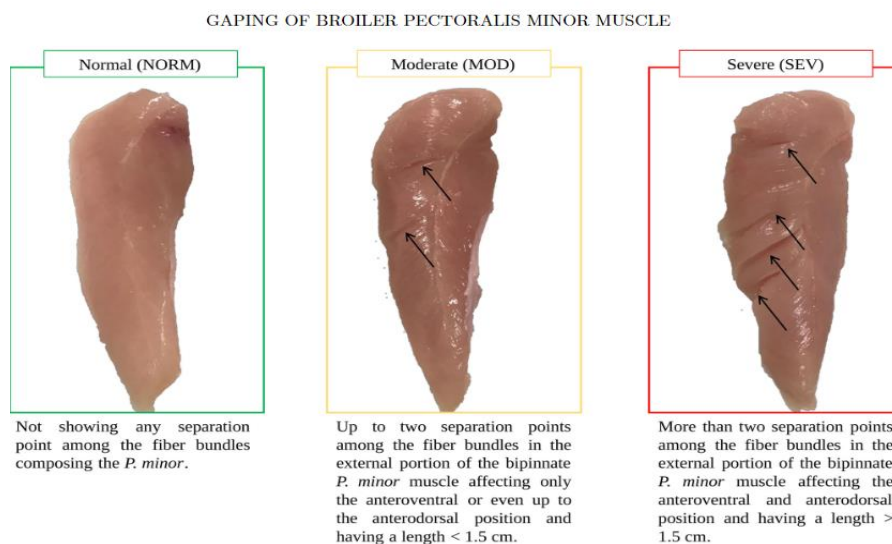 GAPING OF BROILER PECTORALIS MINOR MUSCLE
Normal (NORM)
Not showing any separation
point among the fiber bundles
composing the P. minor.
Moderate (MOD)
Up to two separation points
among the fiber bundles in the
external portion of the bipinnate
P. minor muscle affecting only
the anteroventral or even up to
the anterodorsal position and
having a length < 1.5 cm.
Severe (SEV)
More than two separation points
among the fiber bundles in the
external portion of the bipinnate
P. minor muscle affecting the
anteroventral and anterodorsal
position and having a length >
1.5 cm.